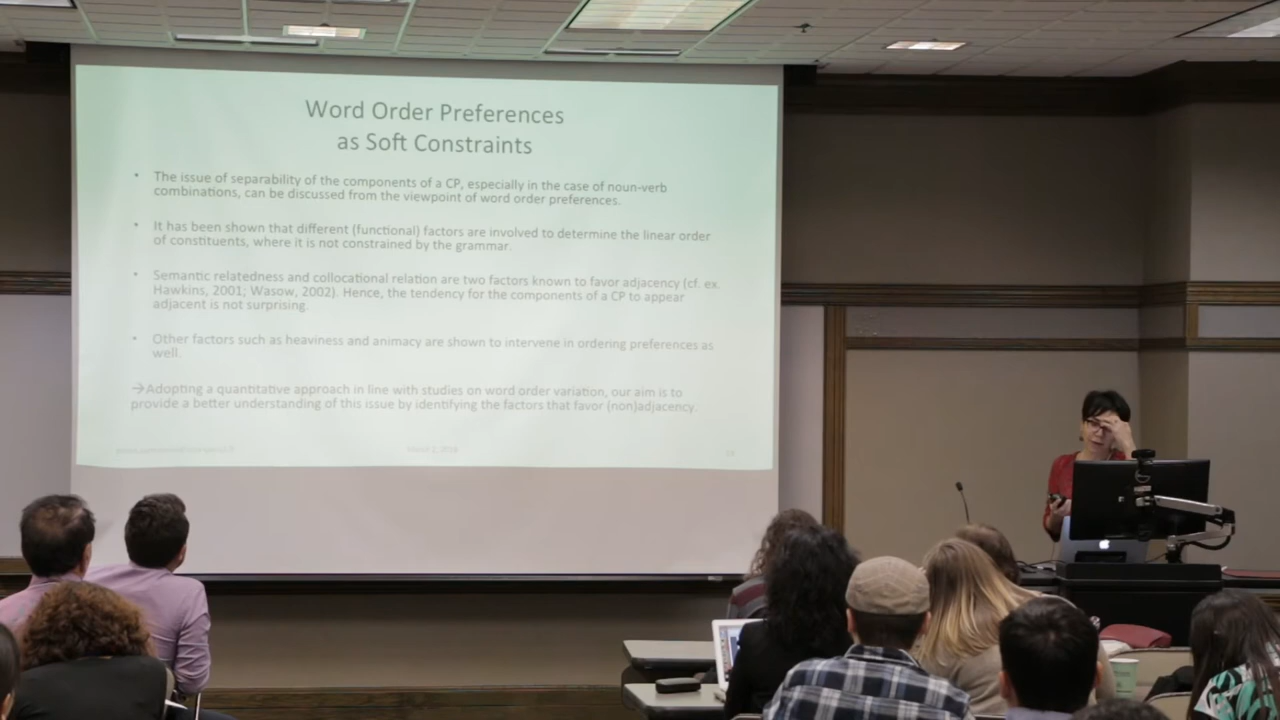 Word Order Preferences
as Soft Constraints
• The issue of separability of the components of a CP, especially in the case of noun-verb
combinations, can be discussed from the viewpoint of word order preferences.
• It has been shown that different (functional) factors are involved to determine the linear order
of constituents, where it is not constrained by the grammar.
• Semantic relatedness and collocational relation are two factors known to favor adjacency (cf. ex.
Hawkins, 2001; Wasow, 2002). Hence, the tendency for the components of a CP to appear
adjacent is not surprising.
• Other factors such as heaviness and animacy are shown to intervene in ordering preferences as
well.
→Adopting a quantitative approach in line with studies on word order variation, our aim is to
provide a better understanding of this issue by identifying the factors that favor (non)adjacency.